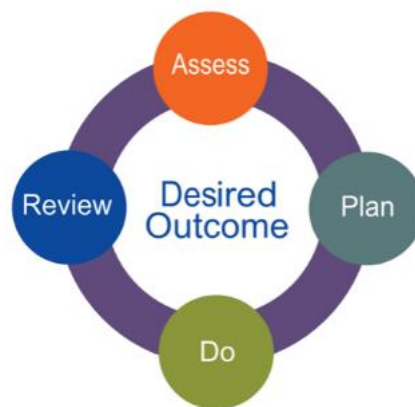 Assess
Review
Desired
Outcome
Plan
Do